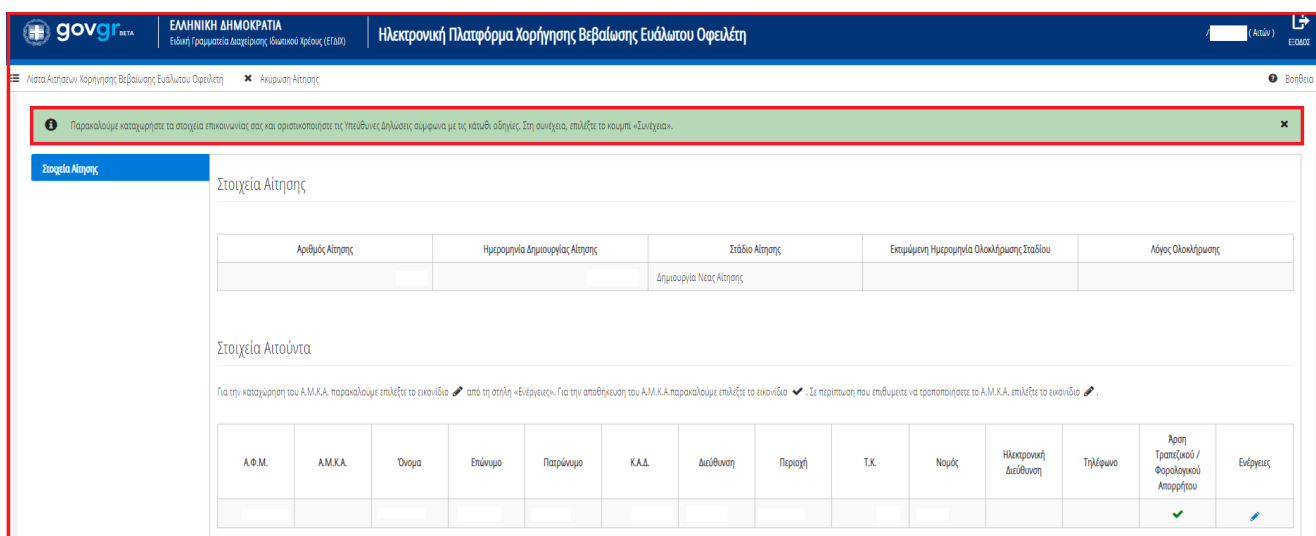 govgr BETA
ΕΛΛΗΝΙΚΗ ΔΗΜΟΚΡΑΤΙΑ
Ειδική Γραμματεία Διαχείρισης Ιδιωτικού Χρέους (ΕΓΔΙΧ)
Ηλεκτρονική Πλατφόρμα Χορήγησης Βεβαίωσης Ευάλωτου Οφειλέτη
/ ( Αιτών )
ΕΞΟΔΟΣ
Λίστα Αιτήσεων Χορήγησης Βεβαίωσης Ευάλωτου Οφειλέτη Ακύρωση Αίτησης Βοήθεια
Παρακαλούμε καταχωρήστε τα στοιχεία επικοινωνίας σας και οριστικοποιήστε τις Υπεύθυνες Δηλώσεις σύμφωνα με τις κάτωθι οδηγίες. Στη συνέχεια, επιλέξτε το κουμπί «Συνέχεια».
Στοιχεία Αίτησης
Στοιχεία Αίτησης
Αριθμός Αίτησης Ημερομηνία Δημιουργίας Αίτησης Στάδιο Αίτησης Εκτιμώμενη Ημερομηνία Ολοκλήρωσης Σταδίου Λόγος Ολοκλήρωσης
Δημιουργία Νέας Αίτησης
Στοιχεία Αιτούντα
Για την καταχώρηση του Α.Μ.Κ.Α. παρακαλούμε επιλέξτε το εικονίδιο από τη στήλη «Ενέργειες». Για την αποθήκευση του Α.Μ.Κ.Α.παρακαλούμε επιλέξτε το εικονίδιο . Σε περίπτωση που επιθυμειτε να τροποποιήσετε το Α.Μ.Κ.Α. επιλέξτε το εικονίδιο .
Α.Φ.Μ. Α.Μ.Κ.Α. Όνομα Επώνυμο Πατρώνυμο Κ.Α.Δ. Διεύθυνση Περιοχή Τ.Κ. Νομός
Ηλεκτρονική
Διεύθυνση
Τηλέφωνο
Άρση
Τραπεζικού /
Φορολογικού
Απορρήτου
Ενέργειες